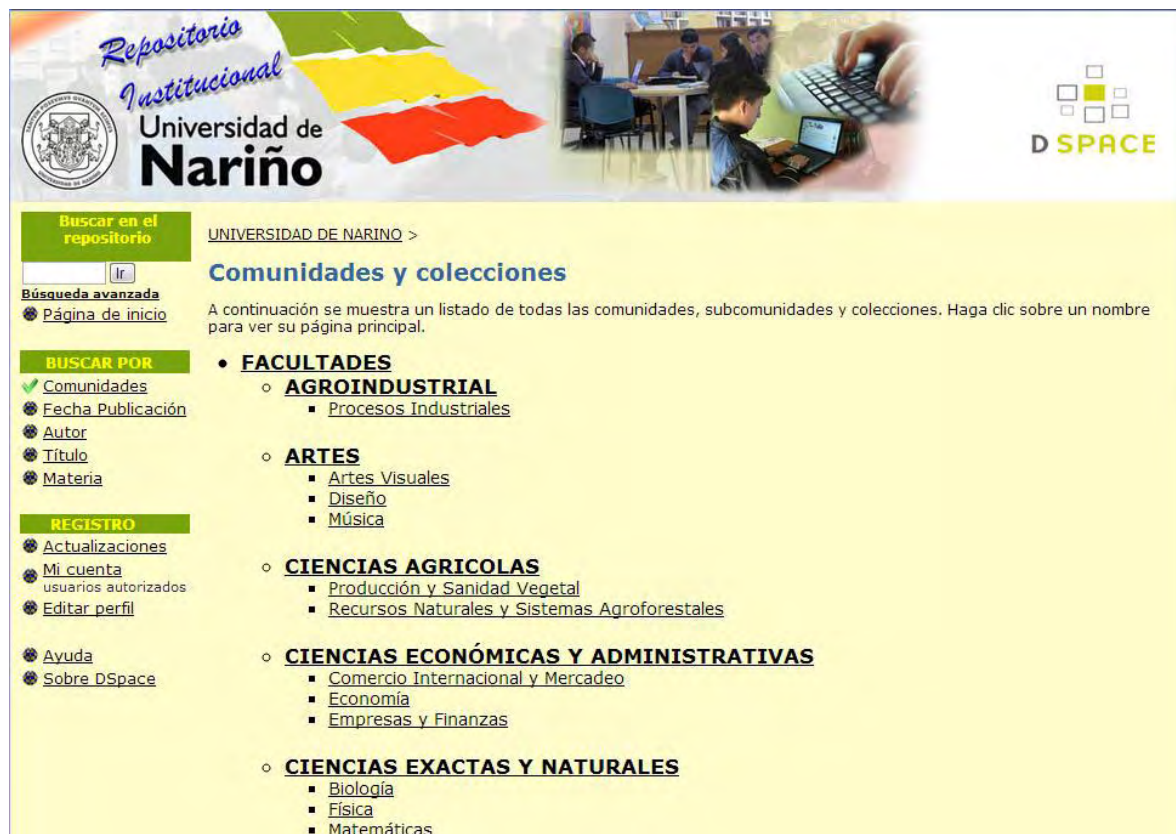 Repositorio
Institucional
Universidad de
Nariño
D SPACE
Buscar en el
repositorio
Ir
Búsqueda avanzada
Página de inicio
BUSCAR POR
Comunidades
Fecha Publicación
Autor
Título
Materia
REGISTRO
Actualizaciones
Mi cuenta
usuarios autorizados
Editar perfil
Ayuda
Sobre DSpace
UNIVERSIDAD DE NARINO >
Comunidades y colecciones
A continuación se muestra un listado de todas las comunidades, subcomunidades y colecciones. Haga clic sobre un nombre
para ver su página principal.
FACULTADES
AGROINDUSTRIAL
Procesos Industriales
ARTES
Artes Visuales
Diseño
Música
CIENCIAS AGRICOLAS
Producción y Sanidad Vegetal
Recursos Naturales y Sistemas Agroforestales
CIENCIAS ECONÓMICAS Y ADMINISTRATIVAS
Comercio Internacional y Mercadeo
Economía
Empresas y Finanzas
CIENCIAS EXACTAS Y NATURALES
Biología
Física
Matemáticas